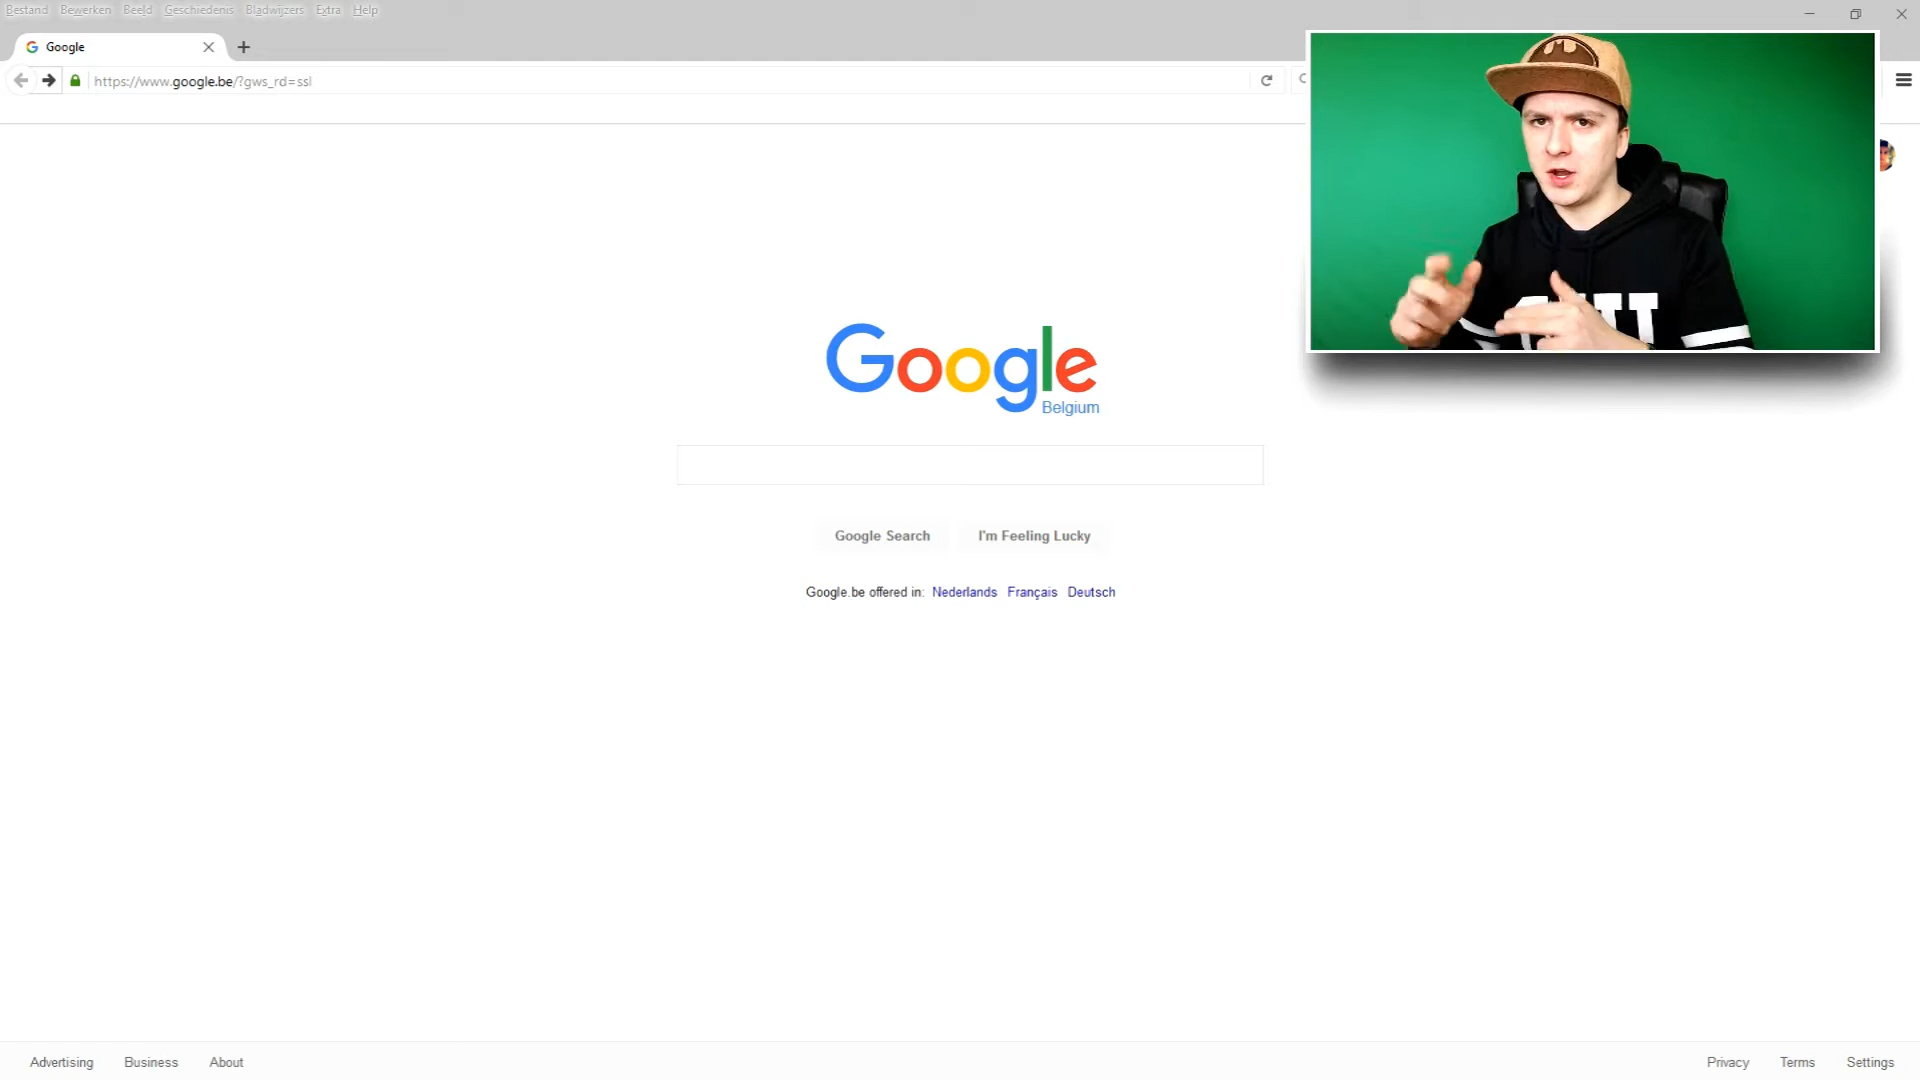 Bestand Bewerken Beeld Geschiedenis Bladwijzers Extra Help
Google
https://www.google.be/?gws_rd=ssl
Google
Belgium
Google Search I'm Feeling Lucky
Google.be offered in: Nederlands Français Deutsch
Advertising Business About Privacy Terms Settings